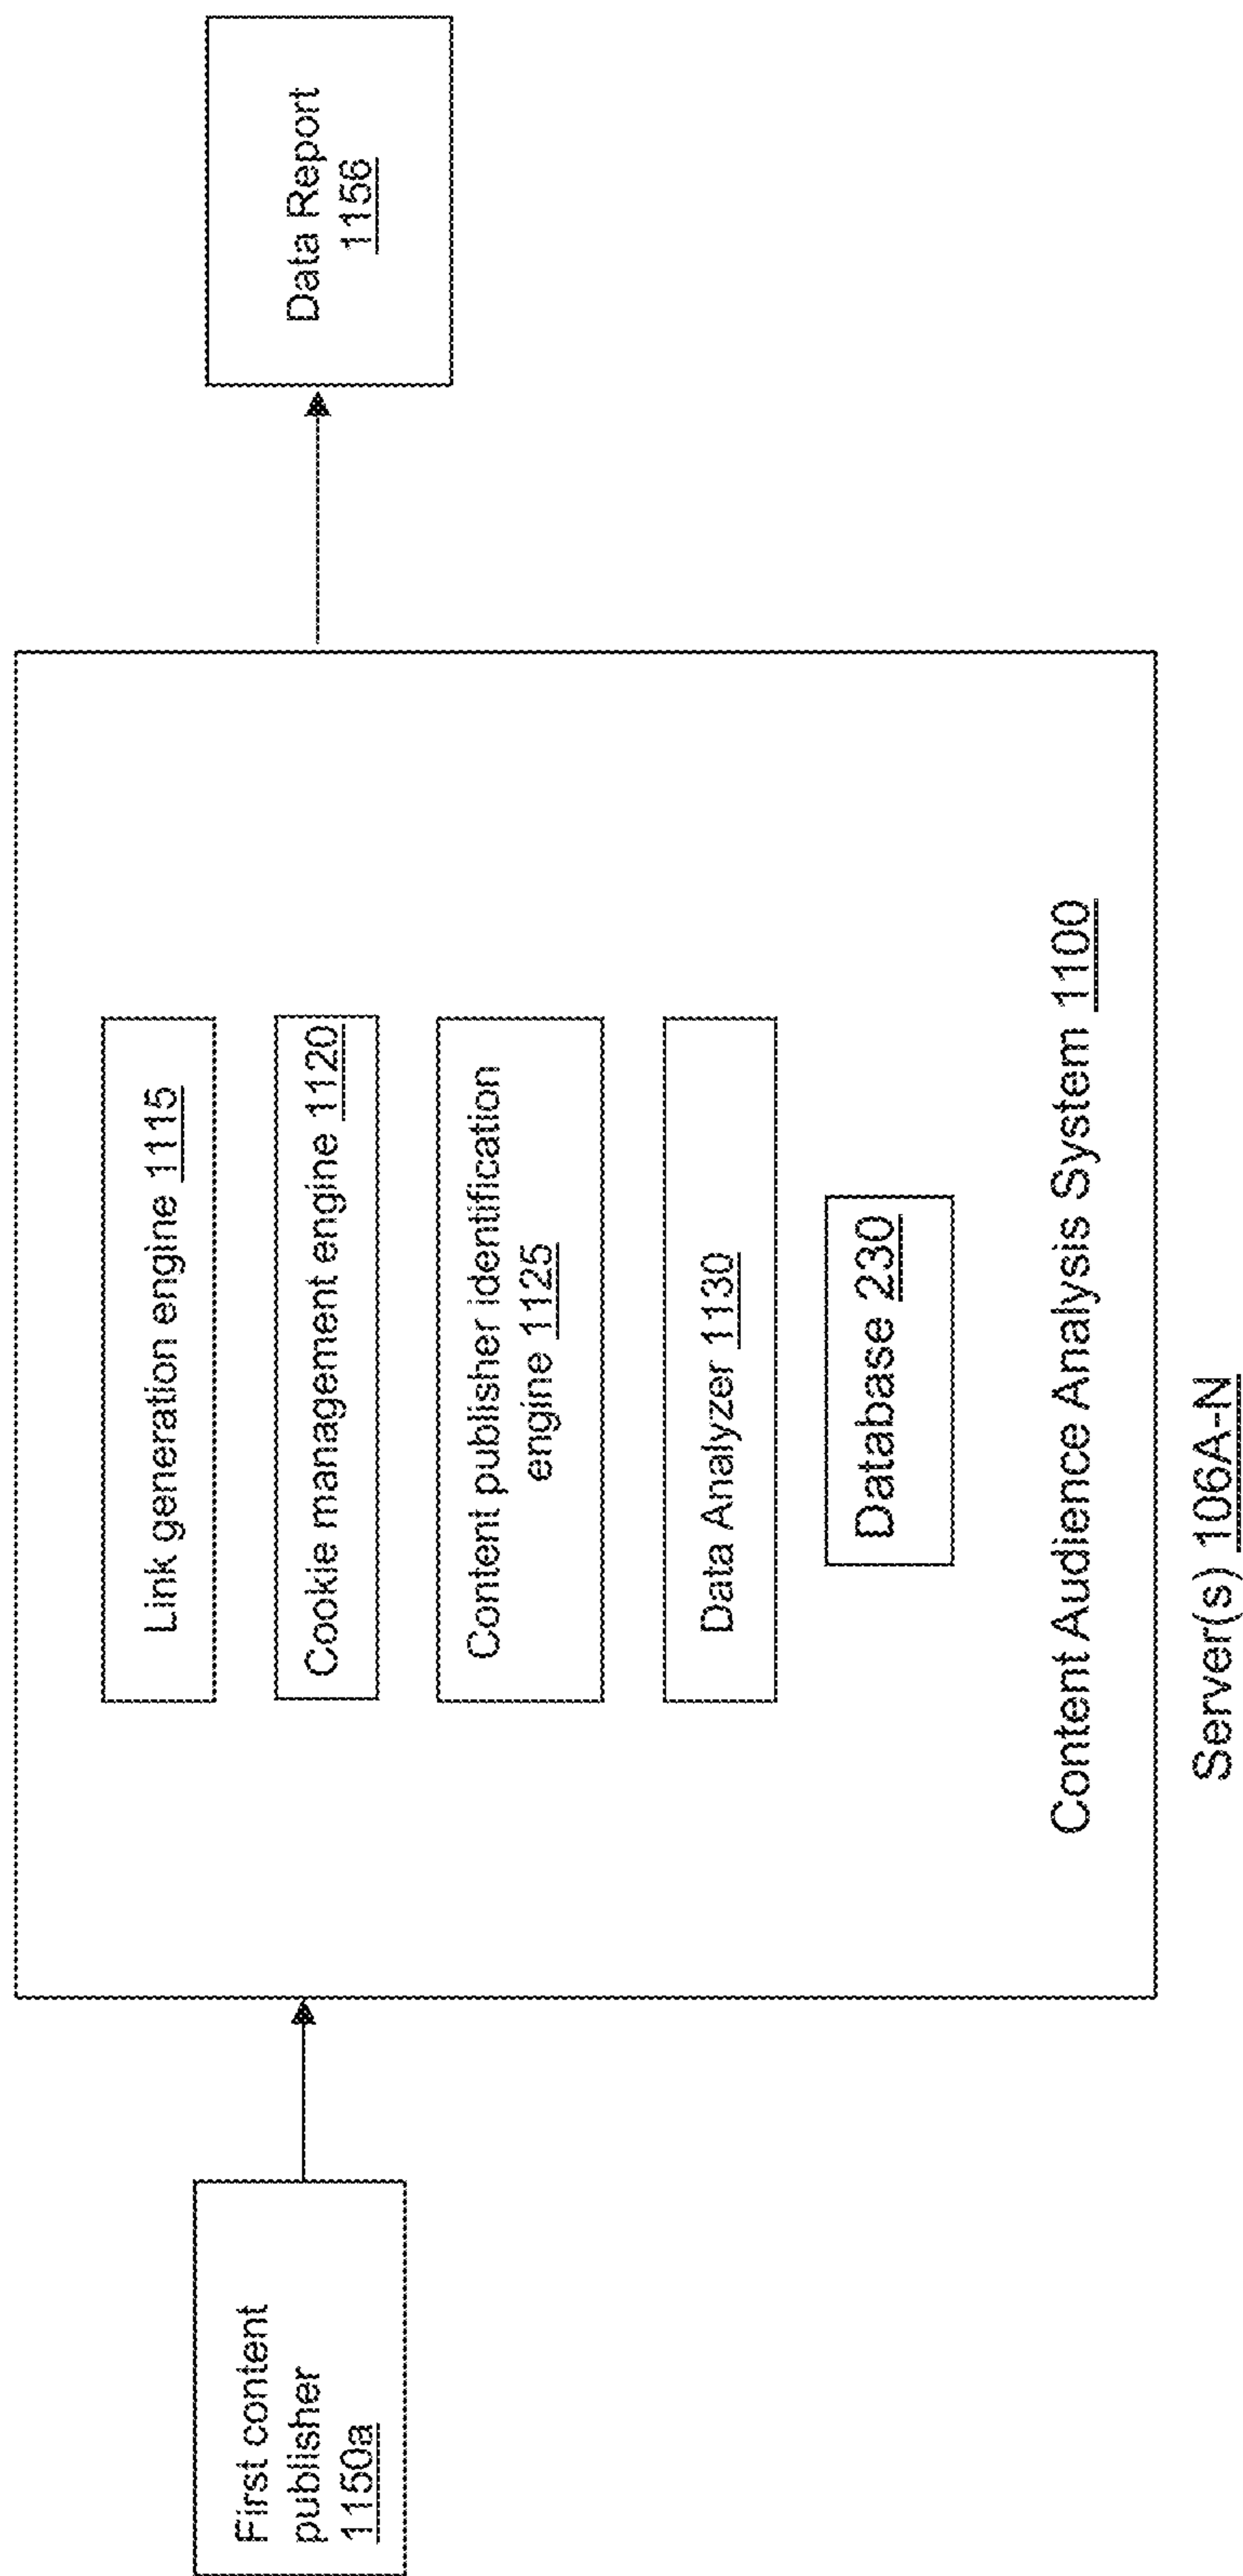 First content
publisher
1150a
Link generation engine 1115
Cookie management engine 1120
Content publisher identification
engine 1125
Data Analyzer 1130
Database 230
Content Audience Analysis System 1100
Server(s) 106A-N
Data Report
1156